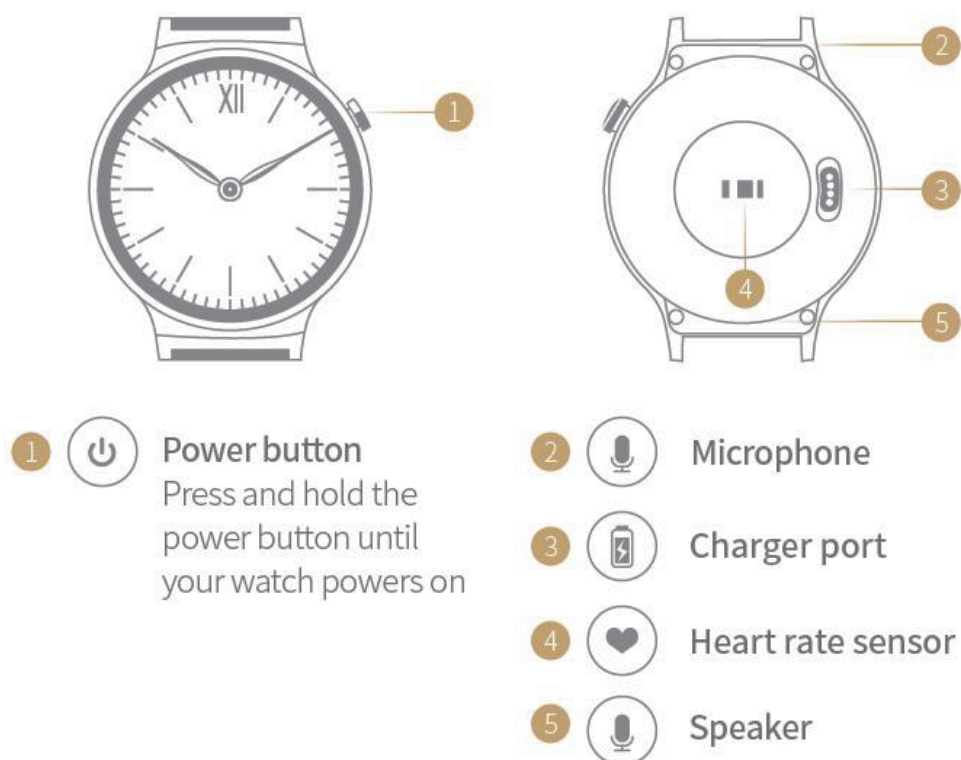 XII
1
2
3
4
5
1 Power button
Press and hold the
power button until
your watch powers on
2 Microphone
3 Charger port
4 Heart rate sensor
5 Speaker